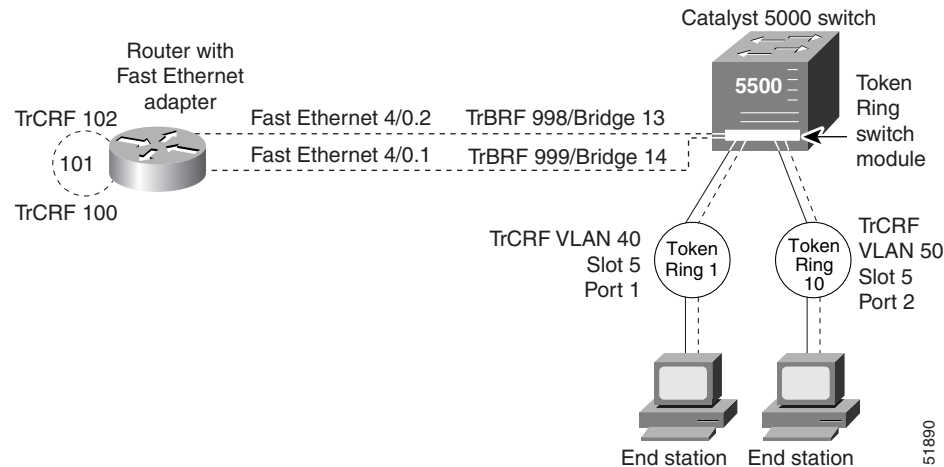 Catalyst 5000 switch
Router with
Fast Ethernet
adapter
5500
Token
Ring
switch
module
TrCRF 102
Fast Ethernet 4/0.2
TrBRF 998/Bridge 13
101
Fast Ethernet 4/0.1
TrBRF 999/Bridge 14
TrCRF 100
TrCRF VLAN 40
Slot 5
Port 1
Token
Ring 1
Token
Ring
10
TrCRF
VLAN 50
Slot 5
Port 2
End station
End station
51890